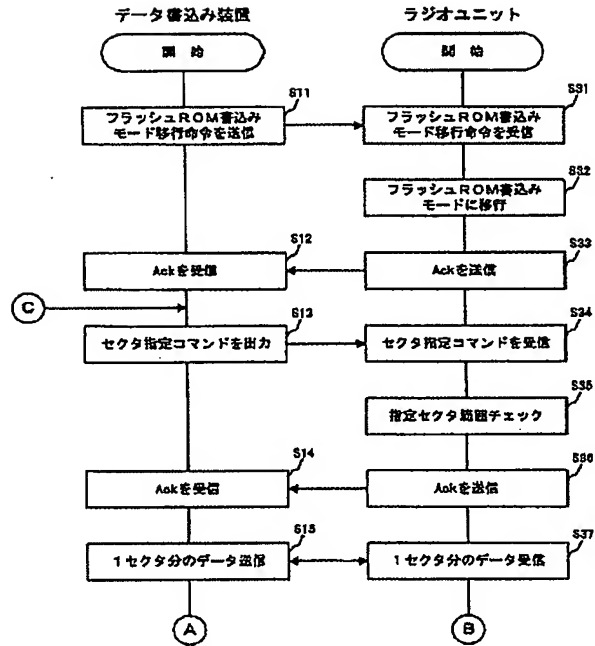 データ書込み装置
ラジオユニット
開 始
開 始
S11
フラッシュROM書込み
モード移行命令を送信
S31
フラッシュROM書込み
モード移行命令を受信
S32
フラッシュROM書込み
モードに移行
S12
Ackを受信
S33
Ackを送信
C
S13
セクタ指定コマンドを出力
S34
セクタ指定コマンドを受信
S35
指定セクタ範囲チェック
S14
Ackを受信
S36
Ackを送信
S15
1セクタ分のデータ送信
S37
1セクタ分のデータ受信
A
B